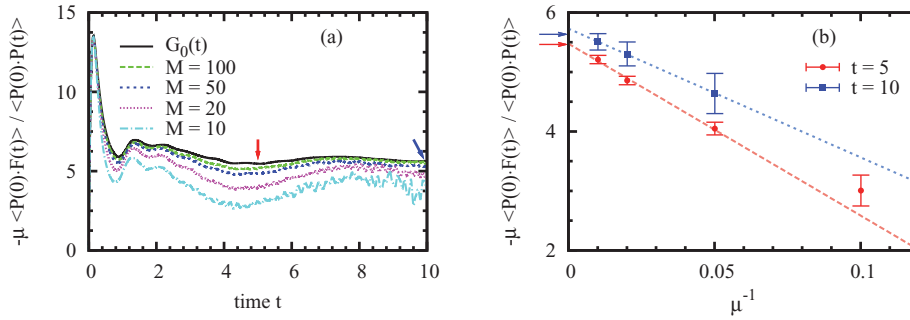 -μ <P(0)·F(t)> / <P(0)·P(t)>
15
10
5
0
0 2 4 6 8 10
time t
G₀(t)
M = 100
M = 50
M = 20
M = 10
(a)
-μ <P(0)·F(t)> / <P(0)·P(t)>
6
4
2
0 0.05 0.1
μ⁻¹
(b)
t = 5
t = 10